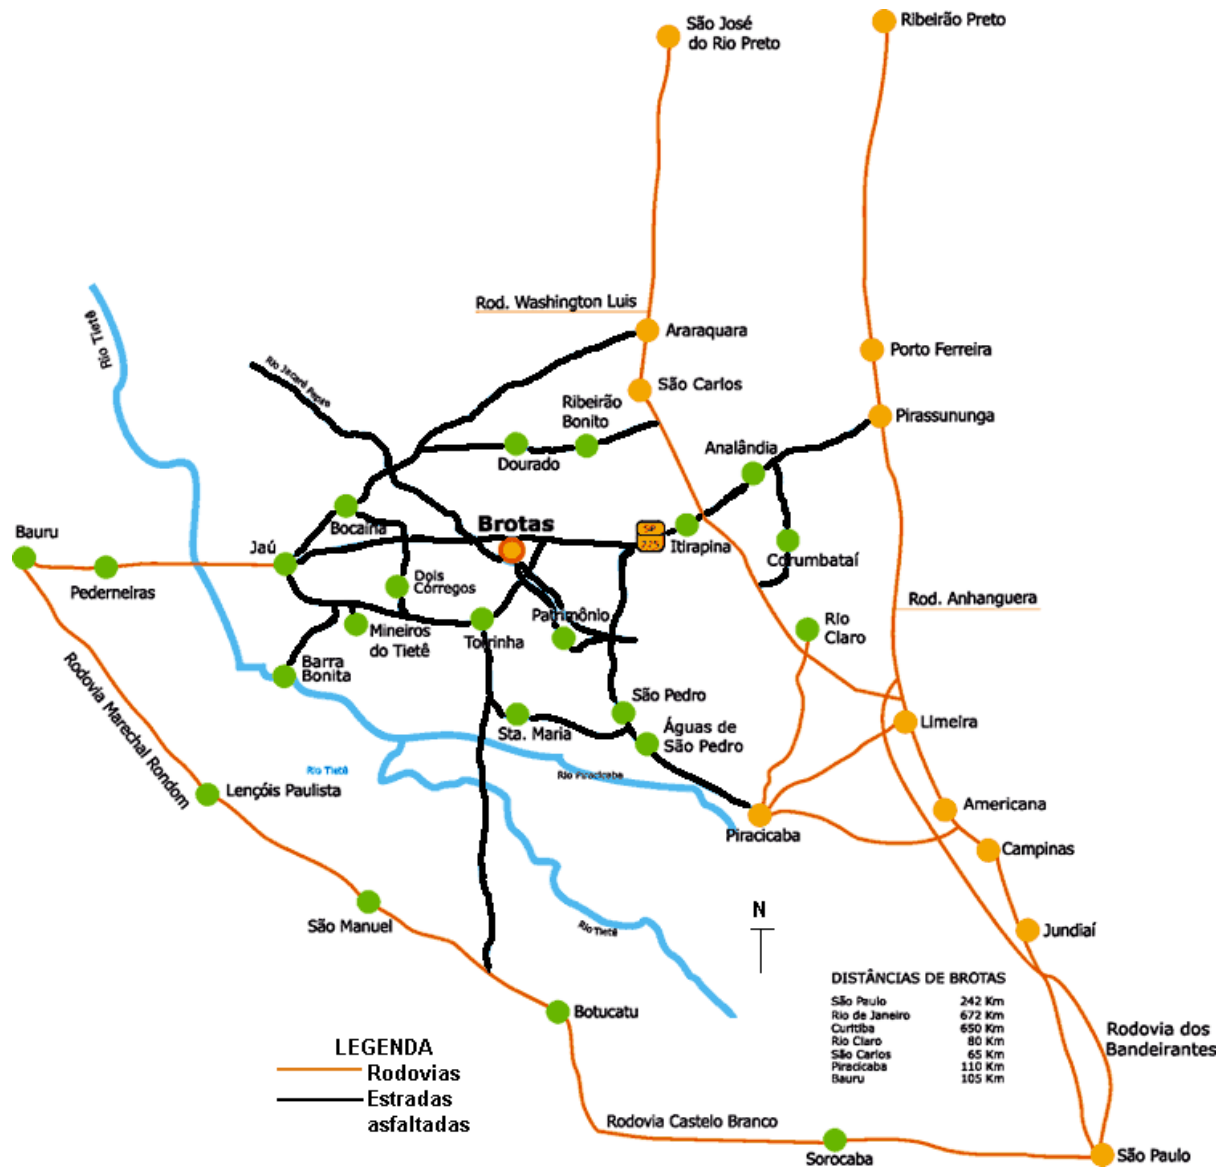 São José
do Rio Preto
Ribeirão Preto
Rio Tietê
Rod. Washington Luis
Araraquara
Porto Ferreira
São Carlos
Ribeirão
Bonito
Pirassununga
Analândia
Dourado
Bauru
Bocaina
Brotas
SP
225
Itirapina
Jaú
Corumbataí
Pederneiras
Dois
Córregos
Rod. Anhanguera
Patrimônio
Rio
Claro
Mineiros
do Tietê
Torrinha
Barra
Bonita
São Pedro
Rodovia Marechal Rondom
Sta. Maria
Águas de
São Pedro
Limeira
Rio Tietê
Rio Piracicaba
Lençóis Paulista
Americana
Piracicaba
Campinas
São Manuel
N
Rio Tietê
Jundiaí
DISTÂNCIAS DE BROTAS
São Paulo 242 Km
Rio de Janeiro 672 Km
Curitiba 650 Km
Rio Claro 80 Km
São Carlos 65 Km
Piracicaba 110 Km
Bauru 105 Km
Botucatu
Rodovia dos
Bandeirantes
LEGENDA
Rodovias
Estradas
asfaltadas
Rodovia Castelo Branco
Sorocaba
São Paulo